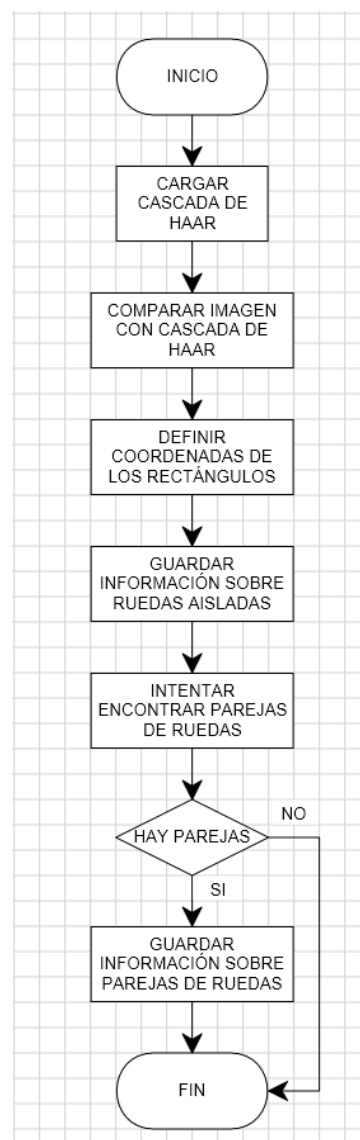 INICIO
CARGAR
CASCADA DE
HAAR
COMPARAR IMAGEN
CON CASCADA DE
HAAR
DEFINIR
COORDENADAS DE
LOS RECTÁNGULOS
GUARDAR
INFORMACIÓN SOBRE
RUEDAS AISLADAS
INTENTAR
ENCONTRAR PAREJAS
DE RUEDAS
HAY PAREJAS
NO
SI
GUARDAR
INFORMACIÓN SOBRE
PAREJAS DE RUEDAS
FIN